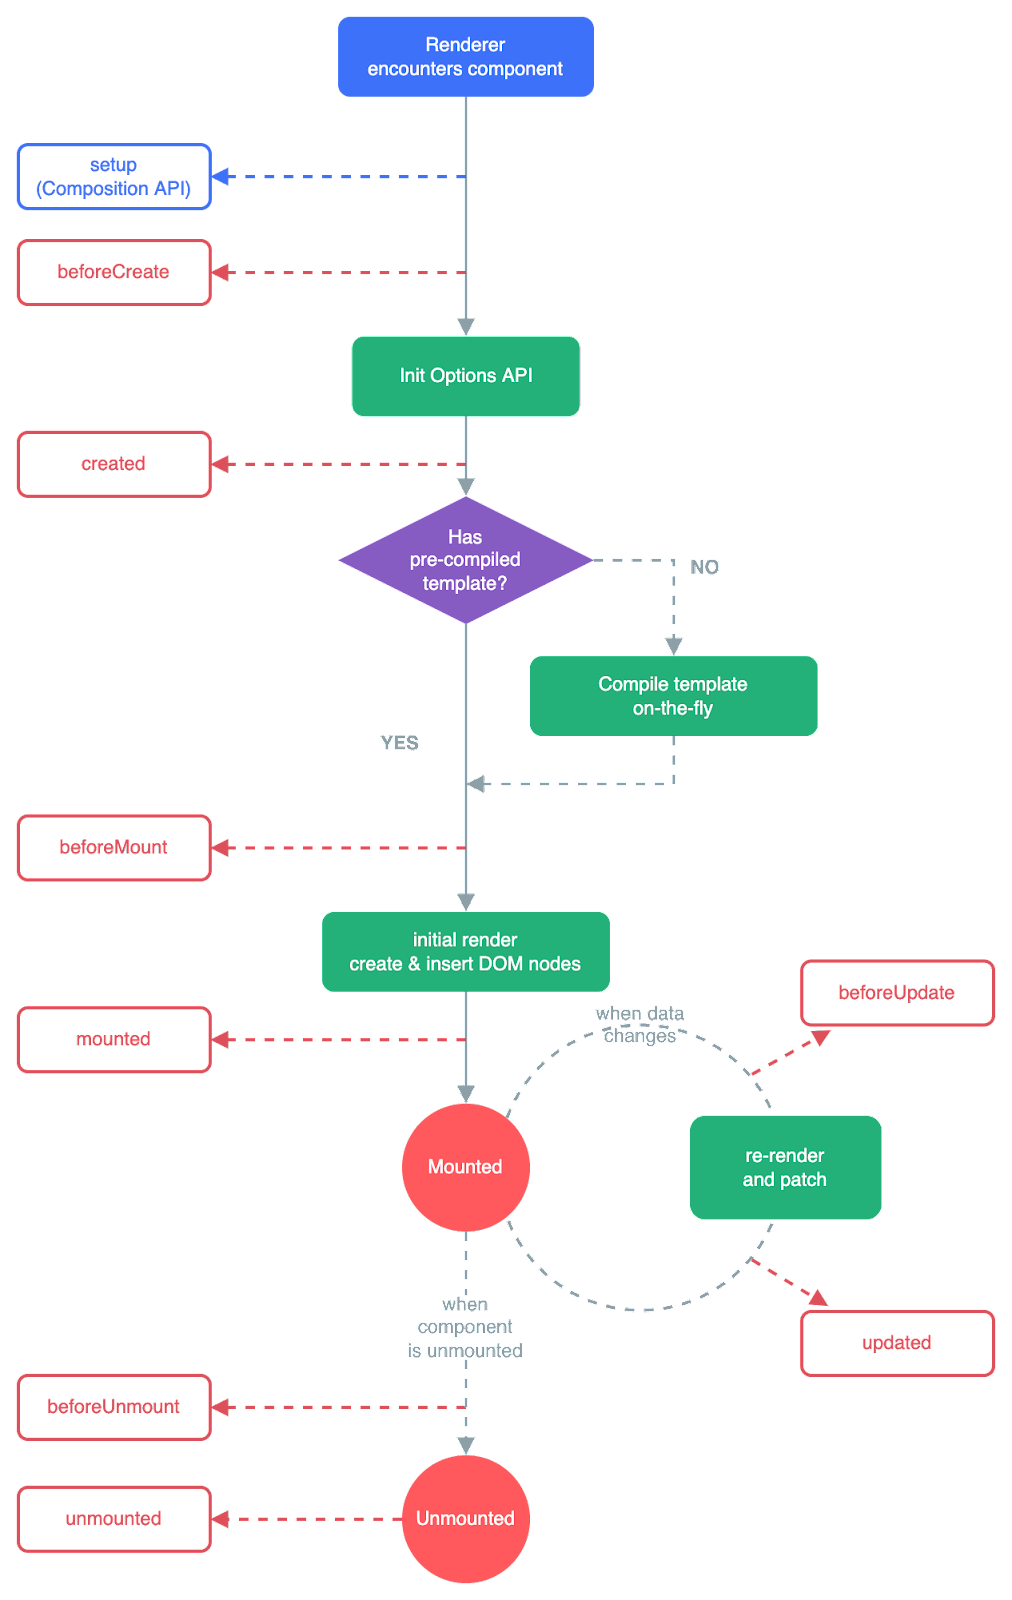 Renderer
encounters component
setup
(Composition API)
beforeCreate
Init Options API
created
Has
pre-compiled
template?
NO
Compile template
on-the-fly
YES
beforeMount
initial render
create & insert DOM nodes
beforeUpdate
when data
changes
mounted
Mounted
re-render
and patch
when
component
is unmounted
updated
beforeUnmount
unmounted
Unmounted